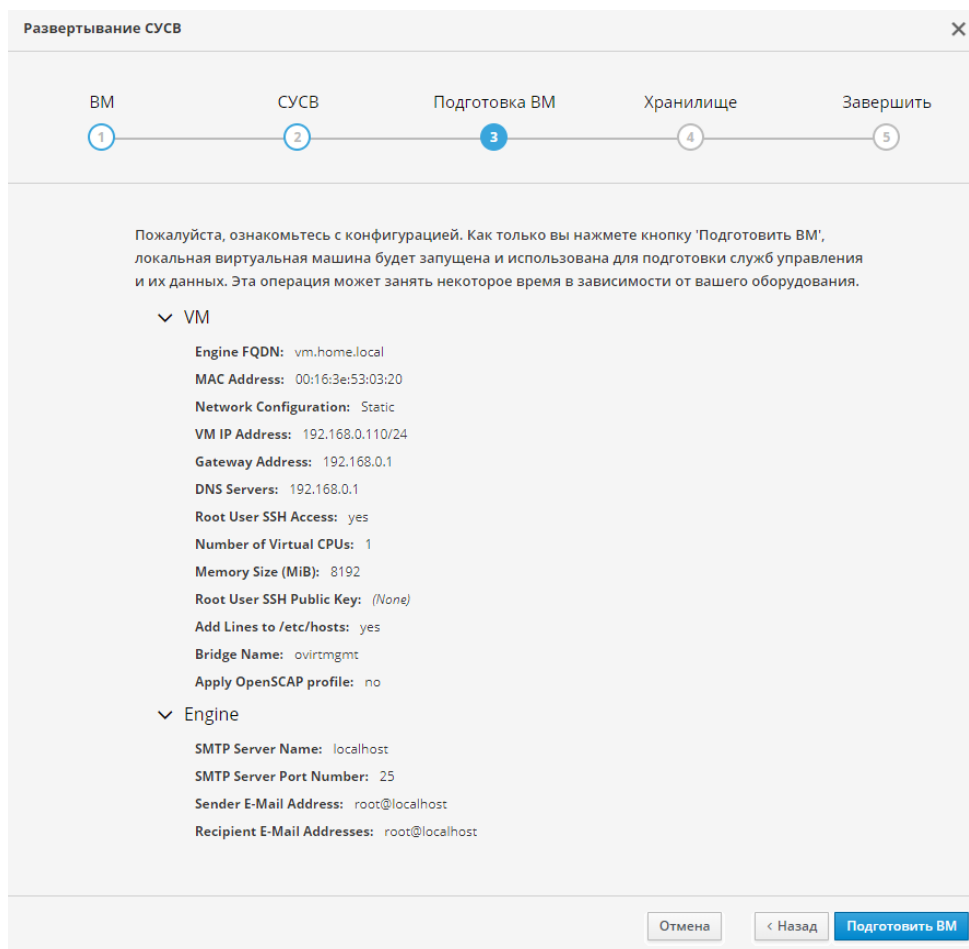 Развертывание СУСВ
ВМ
СУСВ
Подготовка ВМ
Хранилище
Завершить
1
2
3
4
5
Пожалуйста, ознакомьтесь с конфигурацией. Как только вы нажмете кнопку 'Подготовить ВМ',
локальная виртуальная машина будет запущена и использована для подготовки служб управления
и их данных. Эта операция может занять некоторое время в зависимости от вашего оборудования.
VM
Engine FQDN: vm.home.local
MAC Address: 00:16:3e:53:03:20
Network Configuration: Static
VM IP Address: 192.168.0.110/24
Gateway Address: 192.168.0.1
DNS Servers: 192.168.0.1
Root User SSH Access: yes
Number of Virtual CPUs: 1
Memory Size (MiB): 8192
Root User SSH Public Key: (None)
Add Lines to /etc/hosts: yes
Bridge Name: ovirtmgmt
Apply OpenSCAP profile: no
Engine
SMTP Server Name: localhost
SMTP Server Port Number: 25
Sender E-Mail Address: root@localhost
Recipient E-Mail Addresses: root@localhost
Отмена
< Назад
Подготовить ВМ